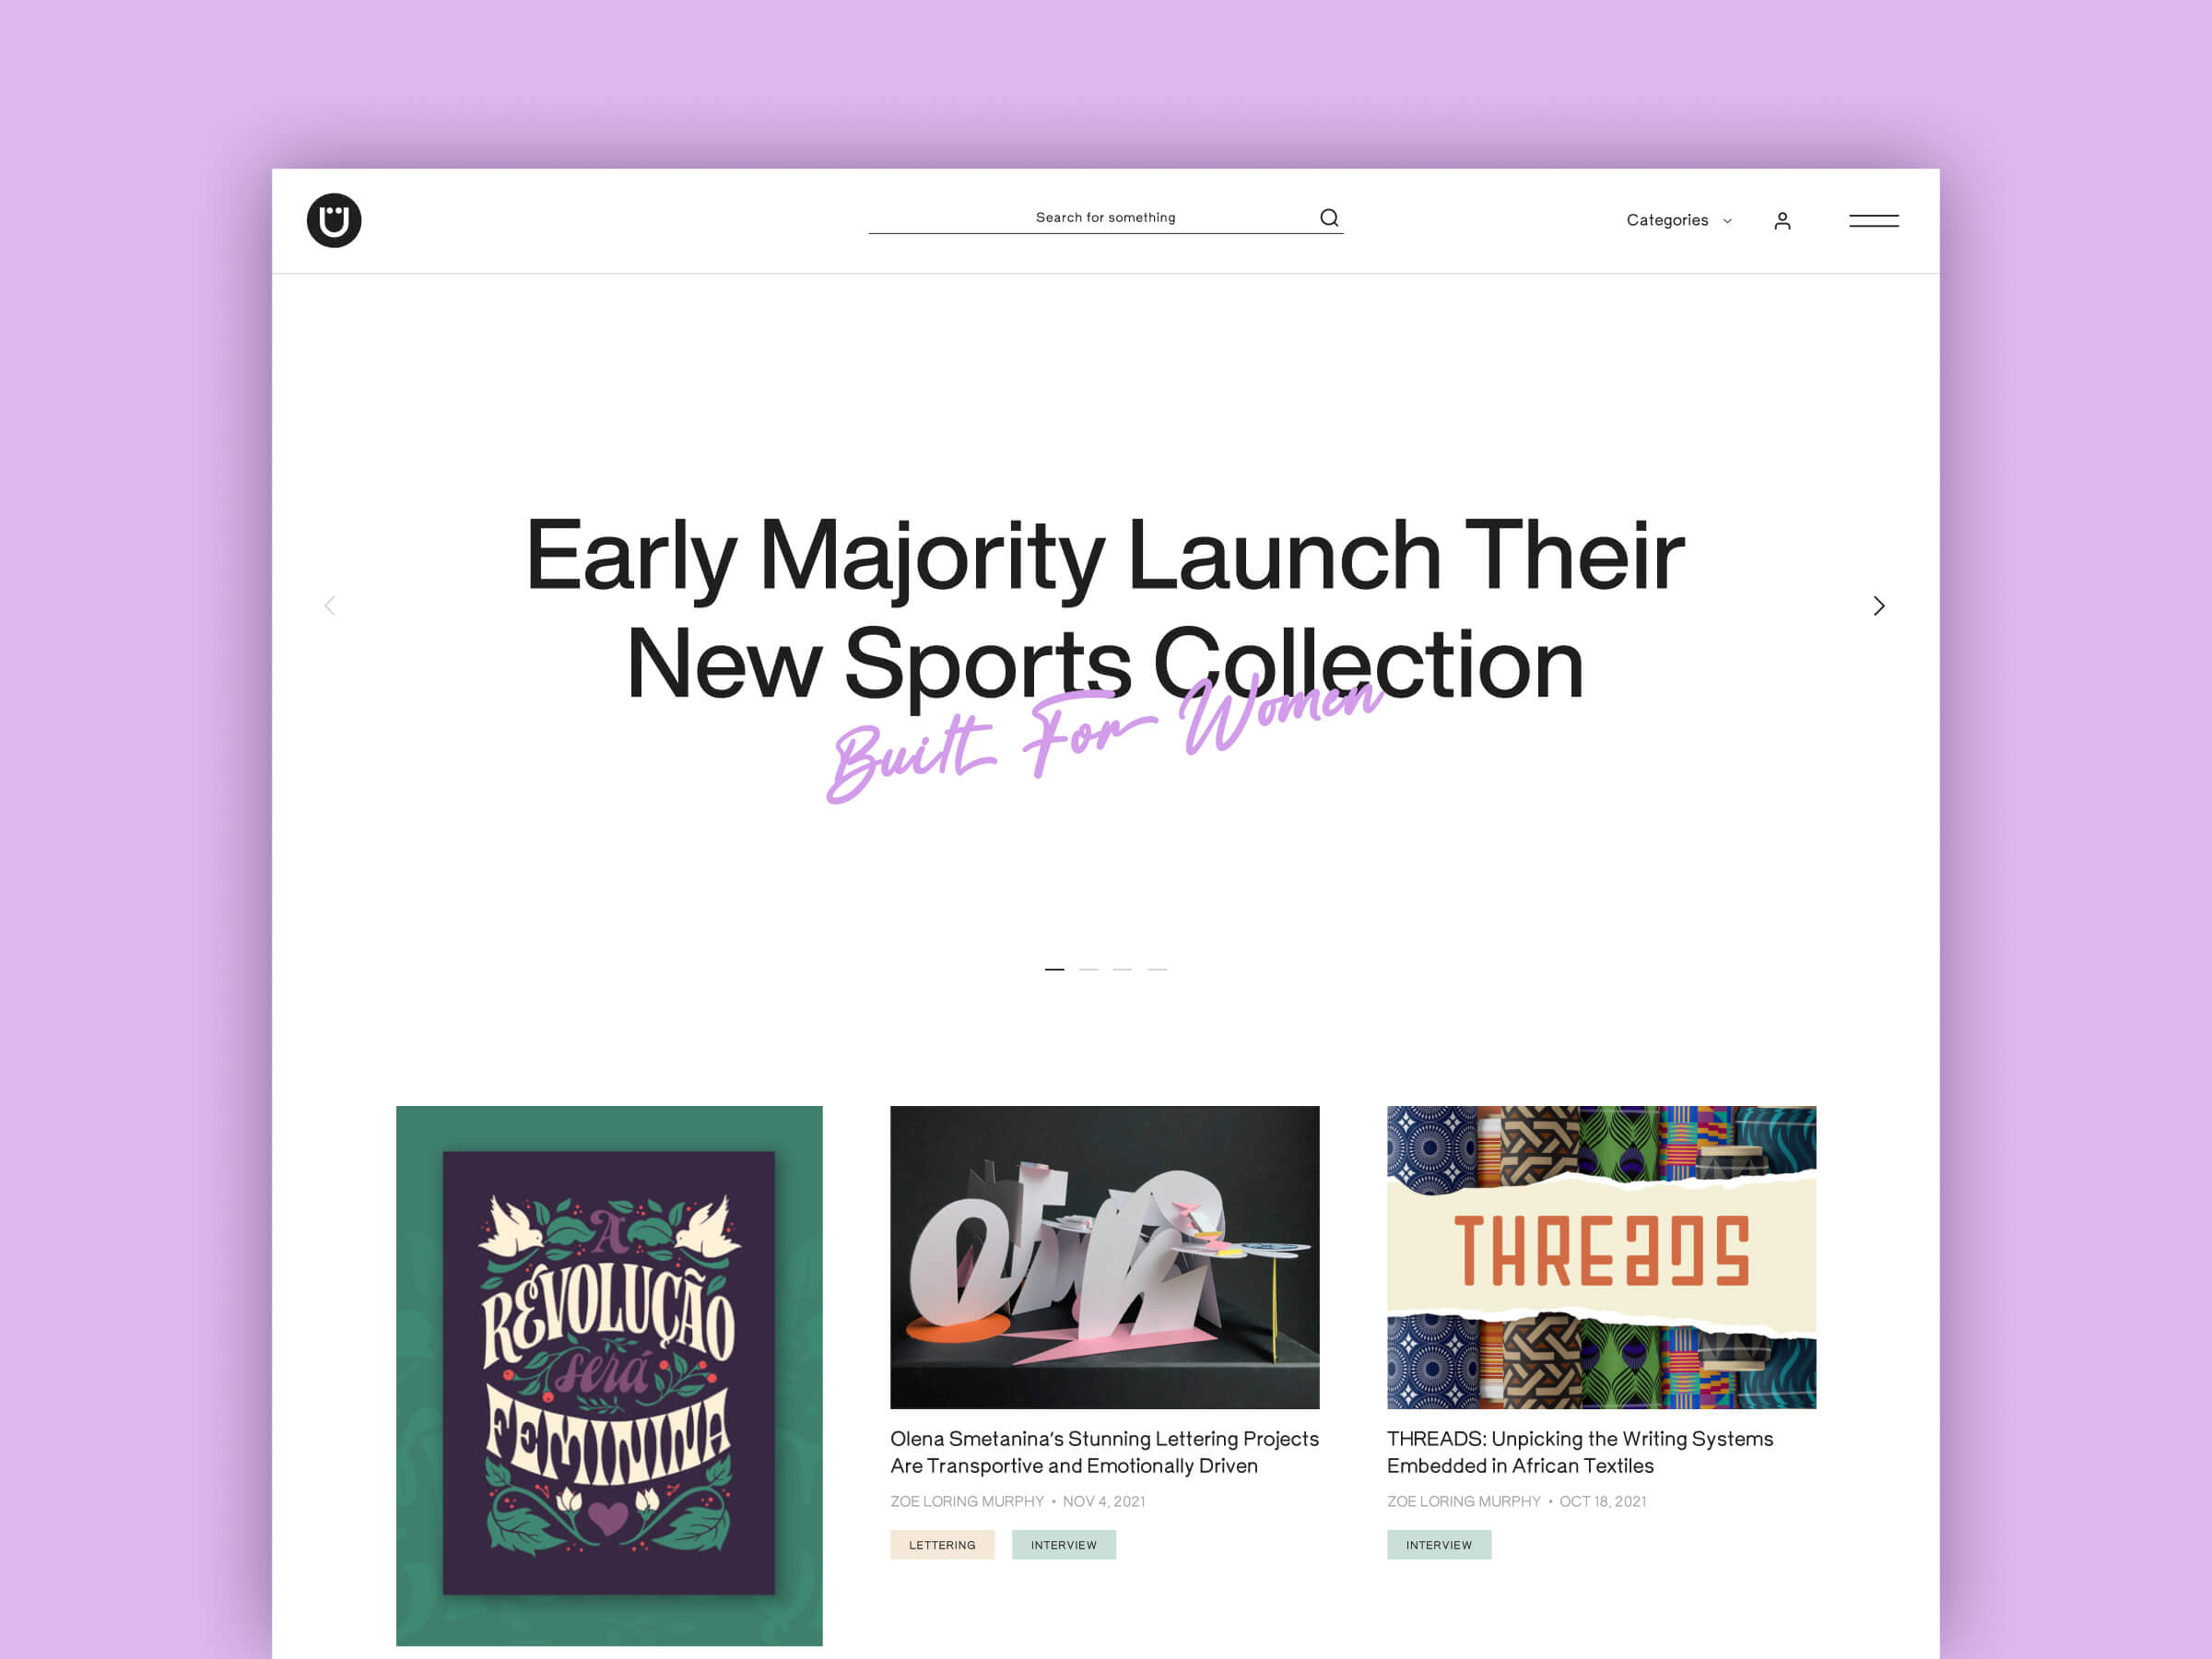 Ü
Search for something
Categories
Early Majority Launch Their
New Sports Collection
Built For Women
A
REVOLUÇÃO
será
FEMININA
THREADS
Olena Smetanina's Stunning Lettering Projects
Are Transportive and Emotionally Driven
ZOE LORING MURPHY • NOV 4, 2021
LETTERING INTERVIEW
THREADS: Unpicking the Writing Systems
Embedded in African Textiles
ZOE LORING MURPHY • OCT 18, 2021
INTERVIEW